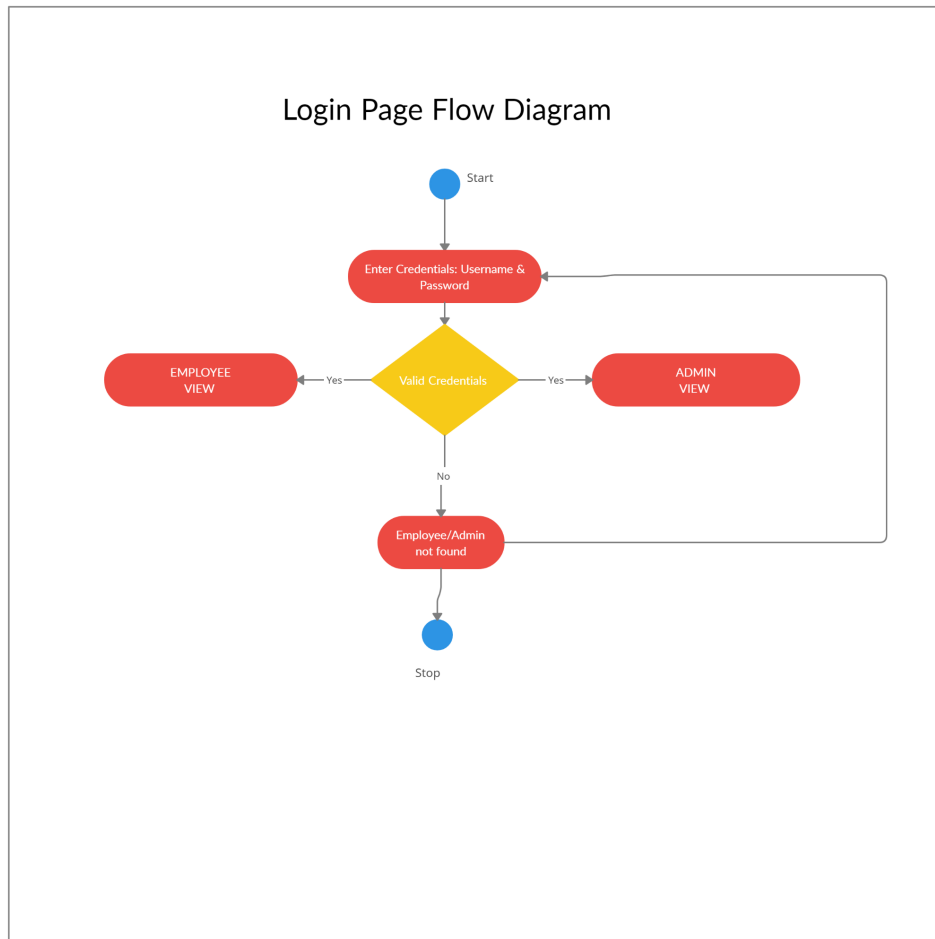 Login Page Flow Diagram
Start
Enter Credentials: Username &
Password
EMPLOYEE
VIEW
Yes
Valid Credentials
Yes
ADMIN
VIEW
No
Employee/Admin
not found
Stop